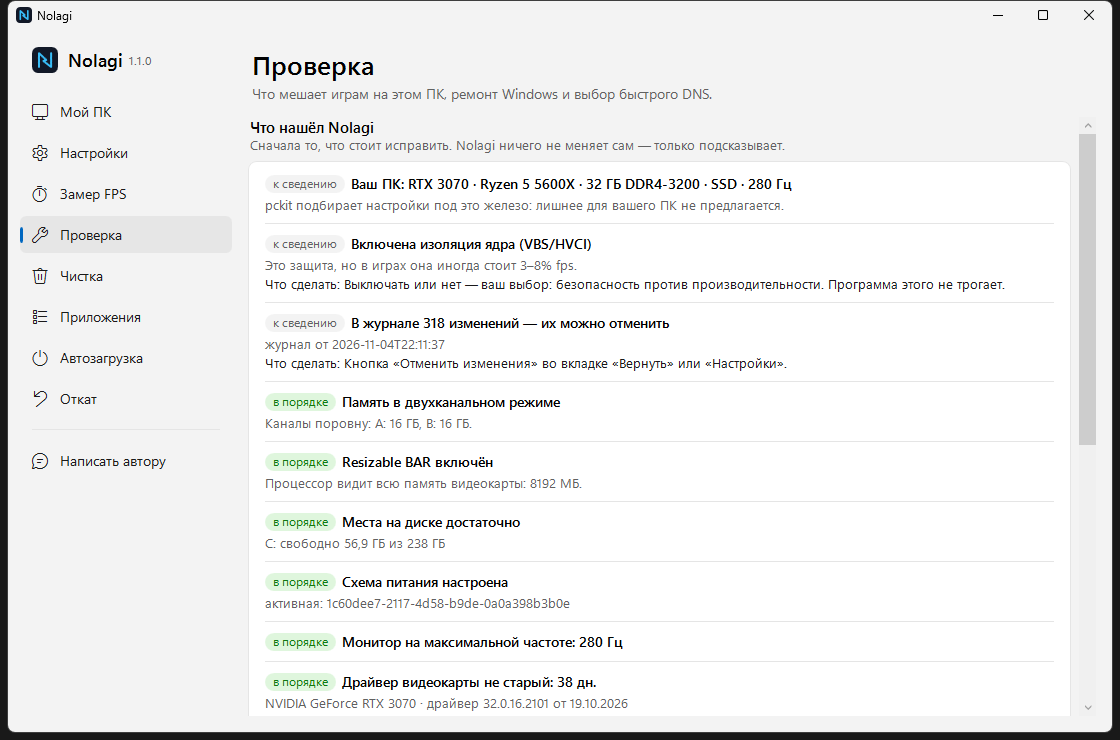 Nolagi
Nolagi 1.1.0
Мой ПК
Настройки
Замер FPS
Проверка
Чистка
Приложения
Автозагрузка
Откат
Написать автору
Проверка
Что мешает играм на этом ПК, ремонт Windows и выбор быстрого DNS.
Что нашёл Nolagi
Сначала то, что стоит исправить. Nolagi ничего не меняет сам — только подсказывает.
к сведению Ваш ПК: RTX 3070 · Ryzen 5 5600X · 32 ГБ DDR4-3200 · SSD · 280 Гц
pckit подбирает настройки под это железо: лишнее для вашего ПК не предлагается.
к сведению Включена изоляция ядра (VBS/HVCI)
Это защита, но в играх она иногда стоит 3–8% fps.
Что сделать: Выключать или нет — ваш выбор: безопасность против производительности. Программа этого не трогает.
к сведению В журнале 318 изменений — их можно отменить
журнал от 2026-11-04T22:11:37
Что сделать: Кнопка «Отменить изменения» во вкладке «Вернуть» или «Настройки».
в порядке Память в двухканальном режиме
Каналы поровну: A: 16 ГБ, B: 16 ГБ.
в порядке Resizable BAR включён
Процессор видит всю память видеокарты: 8192 МБ.
в порядке Места на диске достаточно
C: свободно 56,9 ГБ из 238 ГБ
в порядке Схема питания настроена
активная: 1c60dee7-2117-4d58-b9de-0a0a398b3b0e
в порядке Монитор на максимальной частоте: 280 Гц
в порядке Драйвер видеокарты не старый: 38 дн.
NVIDIA GeForce RTX 3070 · драйвер 32.0.16.2101 от 19.10.2026